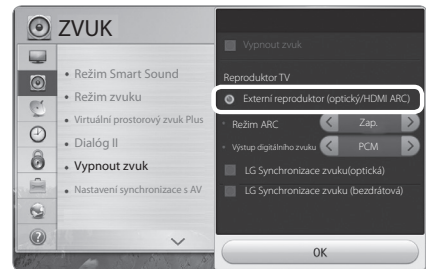 ZVUK
• Režim Smart Sound
• Režim zvuku
• Virtuální prostorový zvuk Plus
• Dialóg II
• Vypnout zvuk
• Nastavení synchronizace s AV
Vypnout zvuk
Reproduktor TV
Externí reproduktor (optický/HDMI ARC)
• Režim ARC < Zap. >
• Výstup digitálního zvuku < PCM >
LG Synchronizace zvuku(optická)
LG Synchronizace zvuku (bezdrátová)
OK